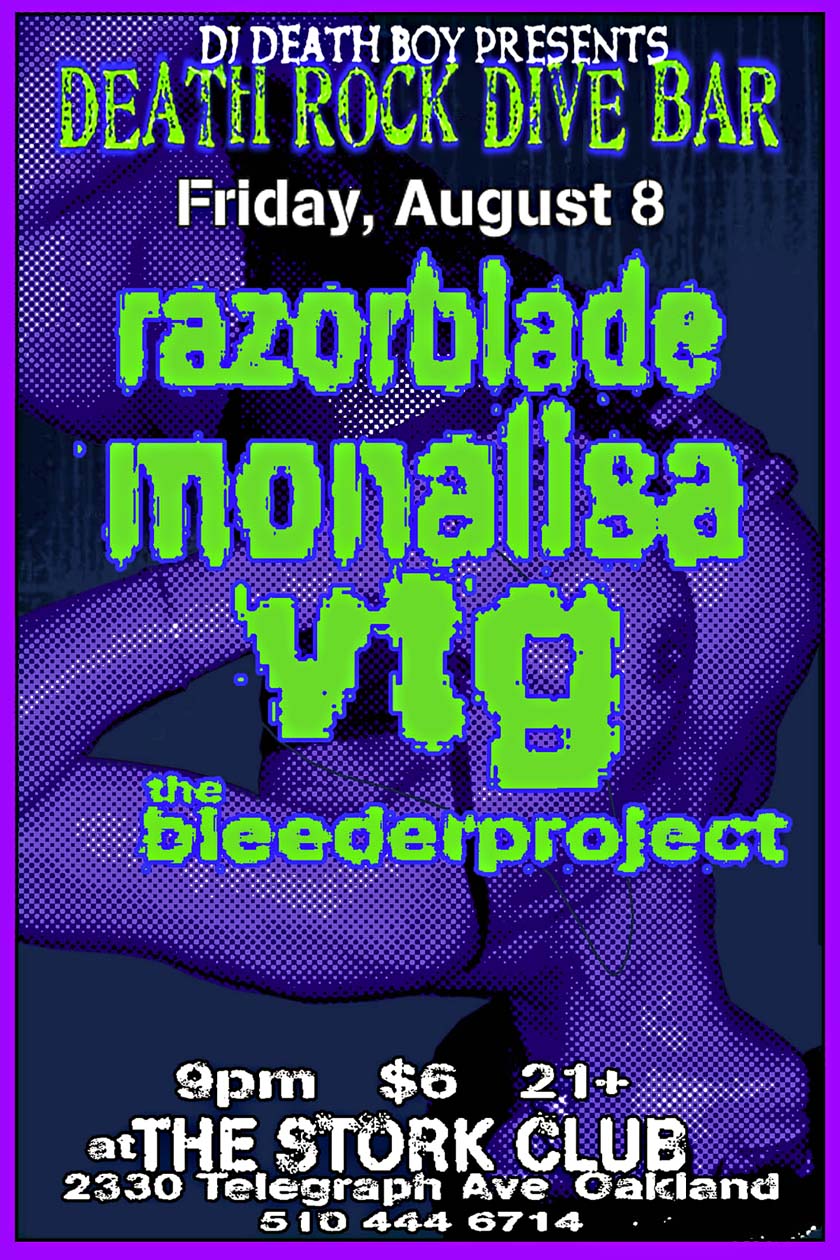 DJ DEATH BOY PRESENTS
DEATH ROCK DIVE BAR
Friday, August 8
razorblade
monalisa
vtg
the
bleederproject
9pm $6 21+
at THE STORK CLUB
2330 Telegraph Ave Oakland
510 444 6714